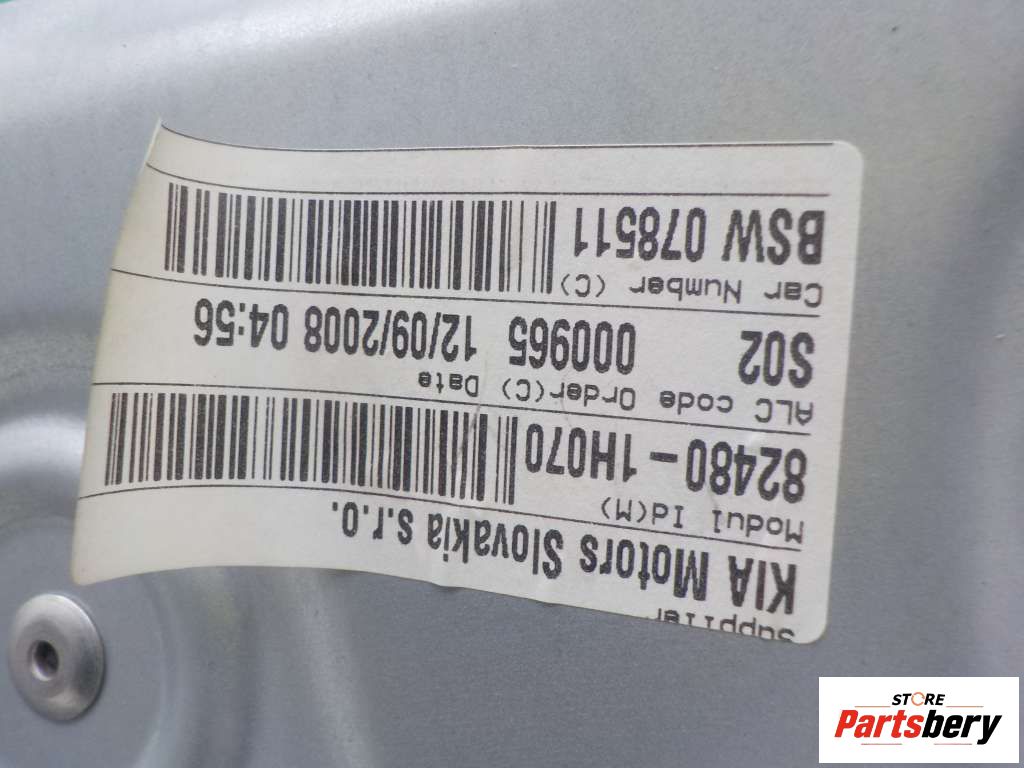 Supplier
KIA Motors Slovakia s.r.o.
Modul Id(M)
82480-1H070
ALC code Order(C) Date
S02 000965 12/09/2008 04:56
Car Number (C)
BSW 078511
STORE
Partsbery